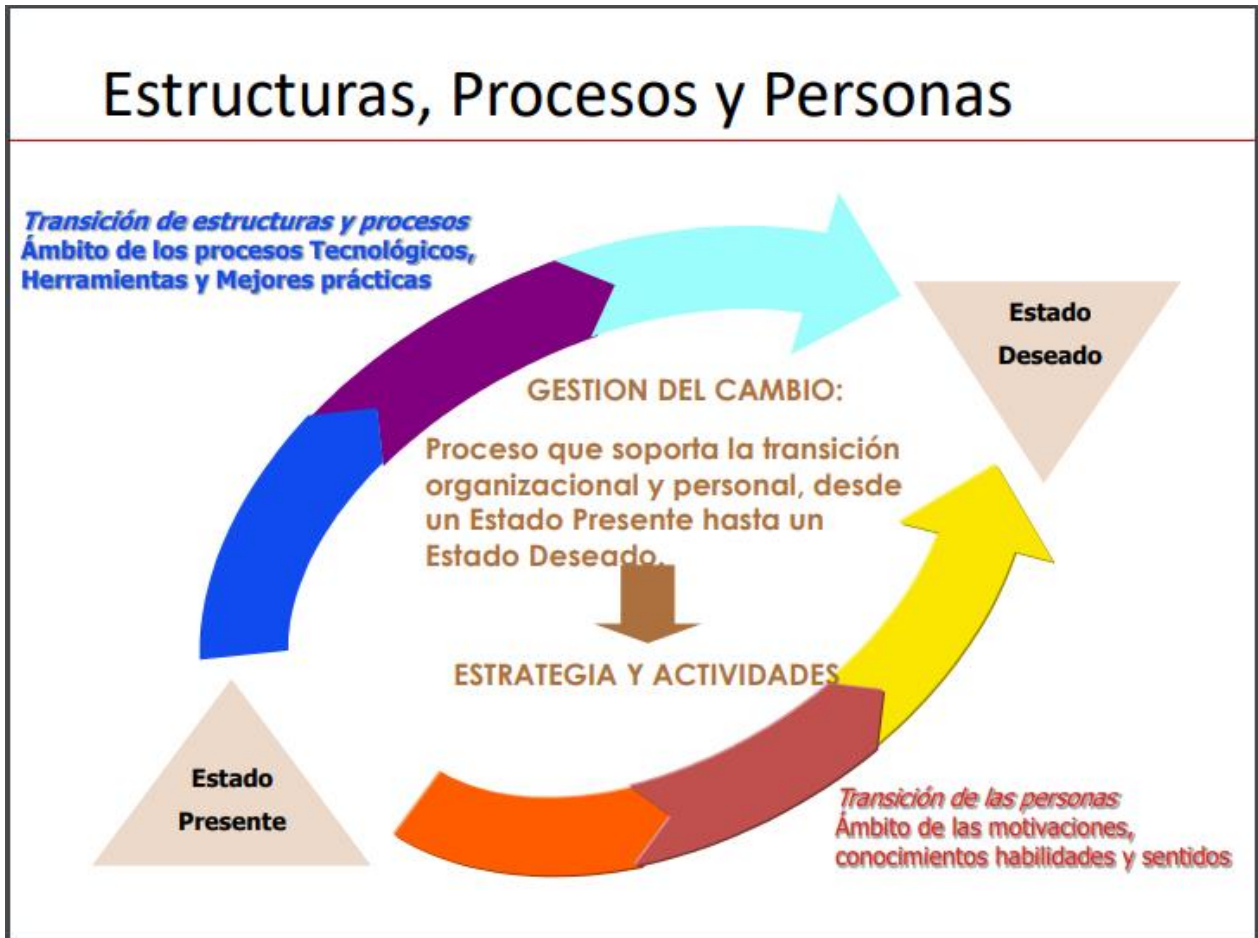 Estructuras, Procesos y Personas
Transición de estructuras y procesos
Ámbito de los procesos Tecnológicos,
Herramientas y Mejores prácticas
Estado
Deseado
GESTION DEL CAMBIO:
Proceso que soporta la transición
organizacional y personal, desde
un Estado Presente hasta un
Estado Deseado.
ESTRATEGIA Y ACTIVIDADES
Estado
Presente
Transición de las personas
Ámbito de las motivaciones,
conocimientos habilidades y sentidos